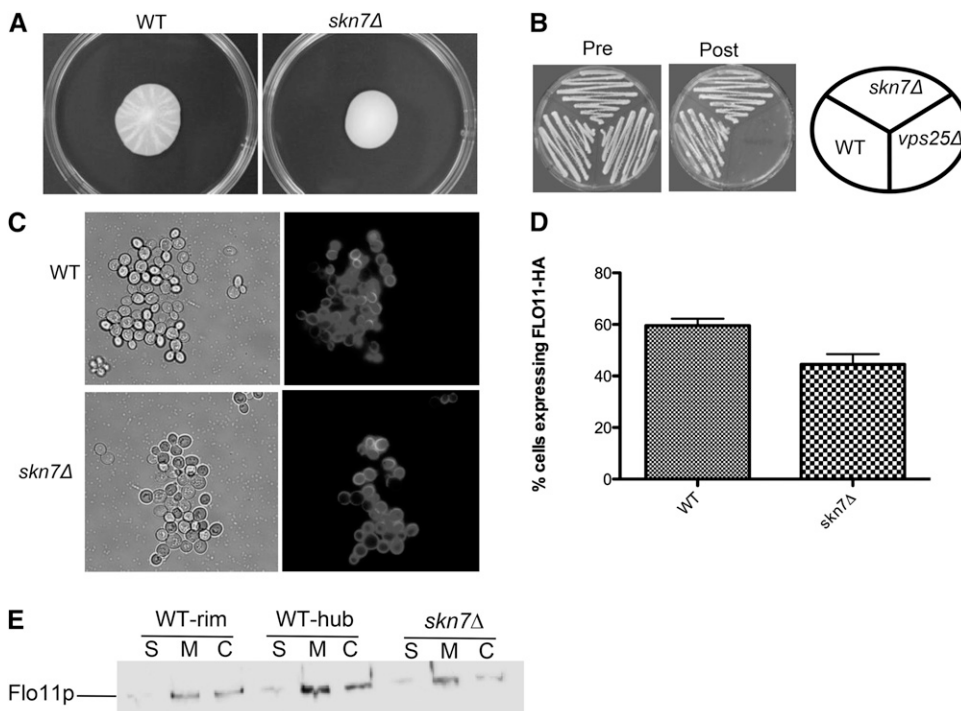 A
WT
skn7Δ
B
Pre
Post
skn7Δ
WT
vps25Δ
C
WT
skn7Δ
D
% cells expressing FLO11-HA
80
60
40
20
0
WT
skn7Δ
E
WT-rim
WT-hub
skn7Δ
S M C S M C S M C
Flo11p